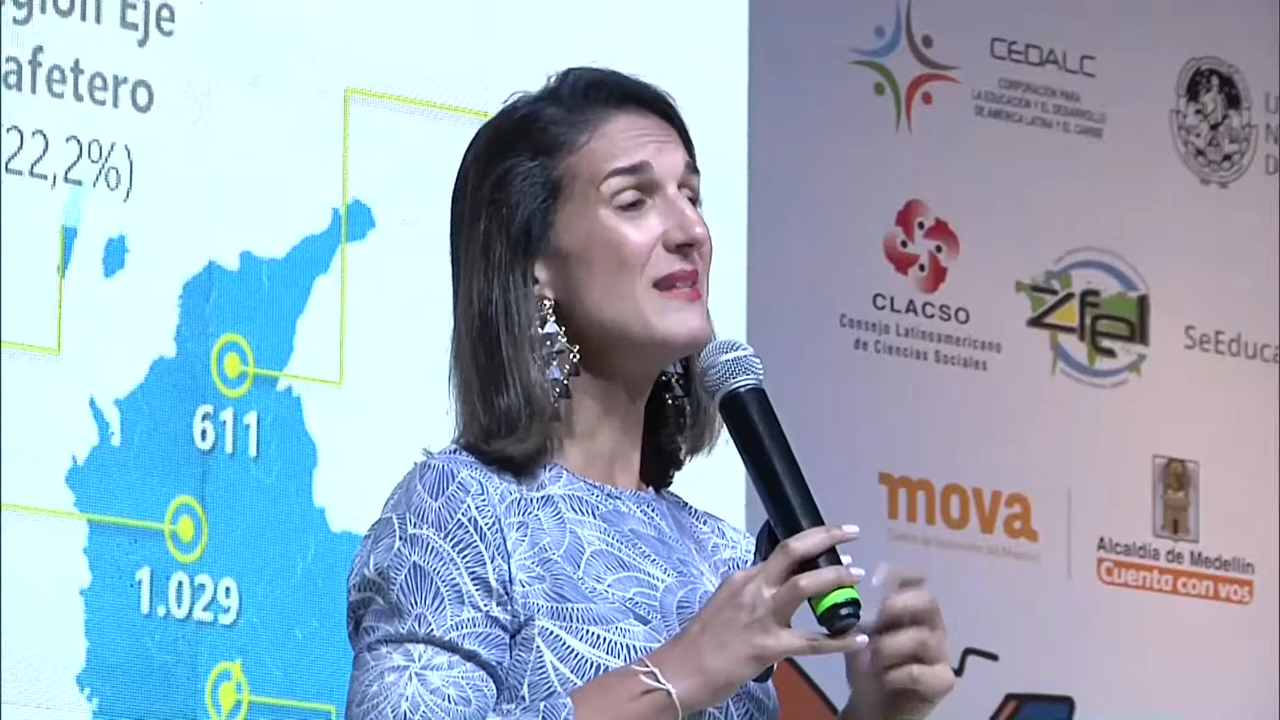 gión Eje
afetero
(22,2%)
611
1.029
CEDALC
CORPORACIÓN PARA
LA EDUCACIÓN Y EL DESARROLLO
DE AMÉRICA LATINA Y EL CARIBE
CLACSO
Consejo Latinoamericano
de Ciencias Sociales
zfel
SeEduca
mova
Alcaldía de Medellín
Cuenta con vos